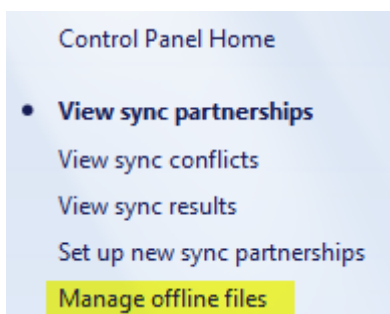 Control Panel Home
View sync partnerships
View sync conflicts
View sync results
Set up new sync partnerships
Manage offline files